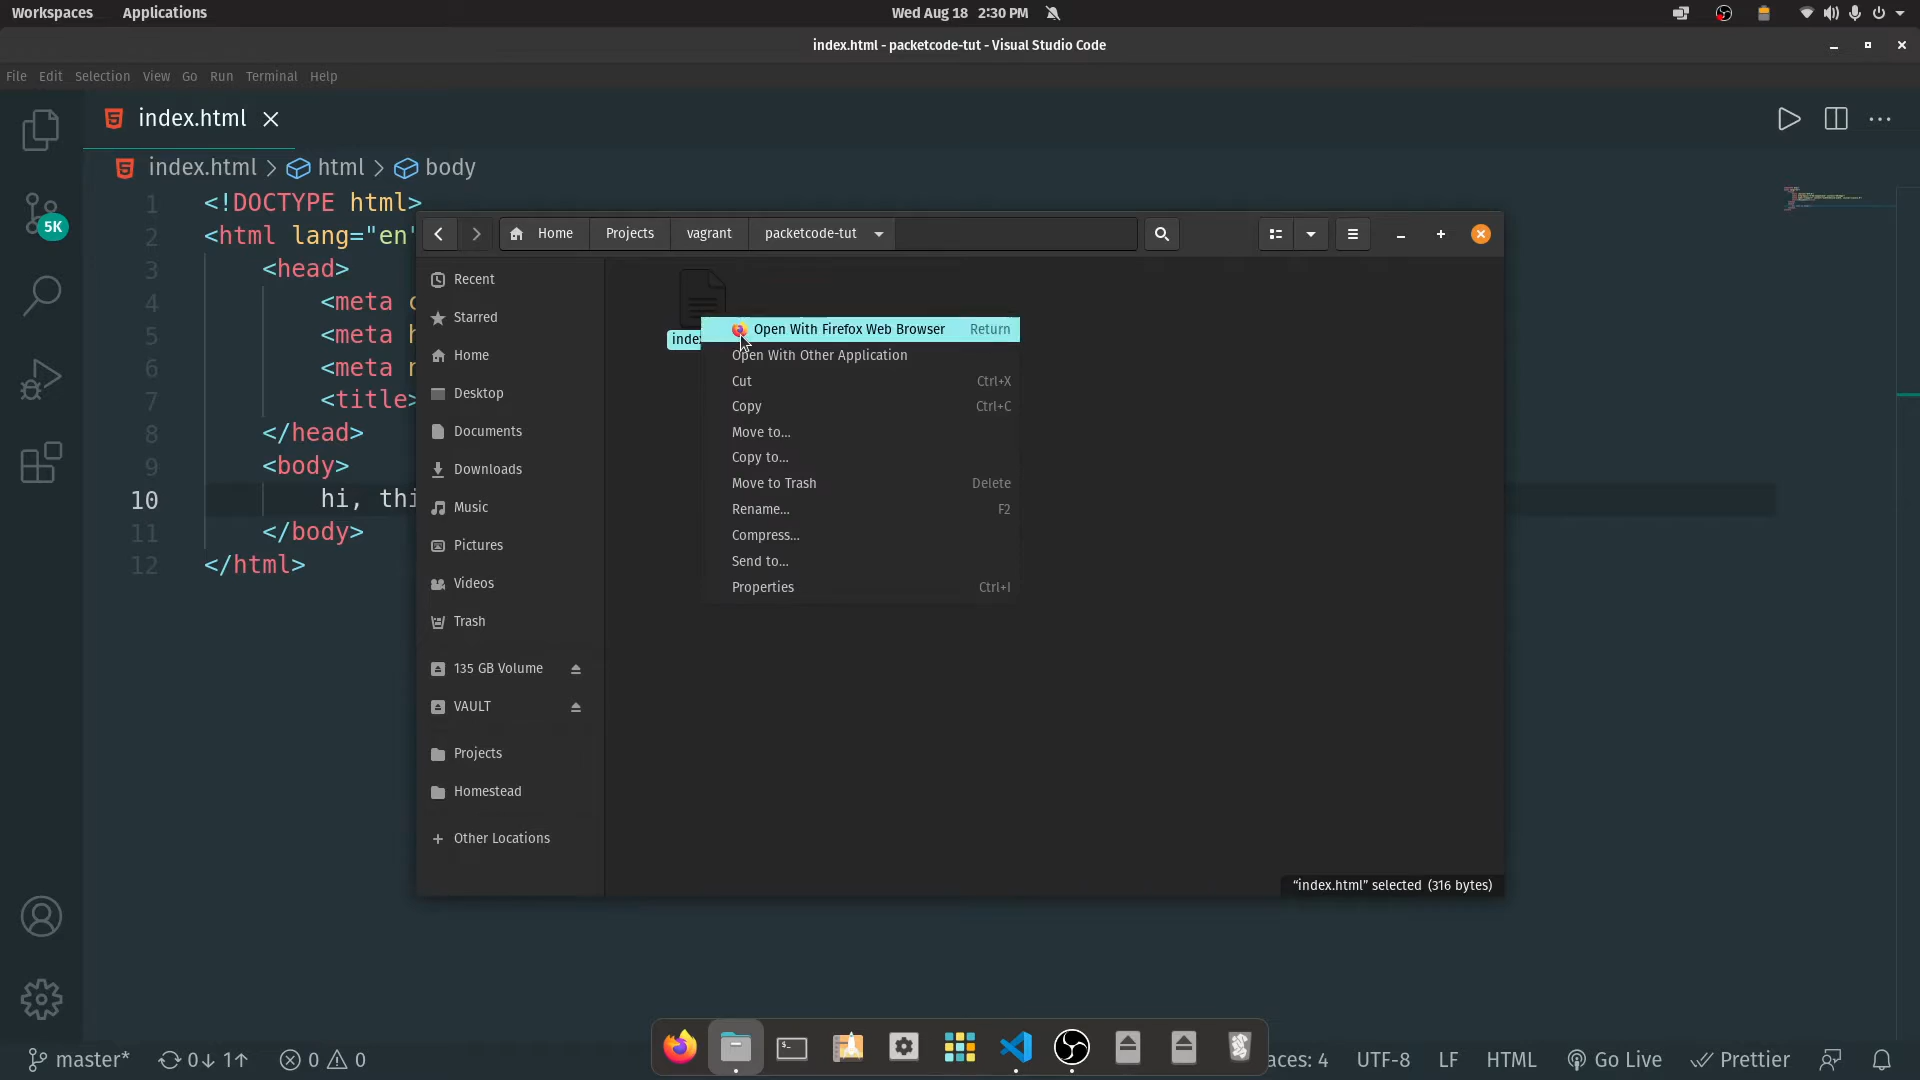 Workspaces Applications Wed Aug 18 2:30 PM
index.html - packetcode-tut - Visual Studio Code
File Edit Selection View Go Run Terminal Help
index.html
index.html > html > body
5K
1 <!DOCTYPE html>
2 <html lang="en"
3 <head>
4 <meta
5 <meta
6 <meta
7 <title>
8 </head>
9 <body>
10 hi, thi
11 </body>
12 </html>
Home Projects vagrant packetcode-tut
Recent
Starred
Home
Desktop
Documents
Downloads
Music
Pictures
Videos
Trash
135 GB Volume
VAULT
Projects
Homestead
+ Other Locations
inde
Open With Firefox Web Browser Return
Open With Other Application
Cut Ctrl+X
Copy Ctrl+C
Move to...
Copy to...
Move to Trash Delete
Rename... F2
Compress...
Send to...
Properties Ctrl+I
“index.html” selected (316 bytes)
master* 0↓ 1↑ 0 0 aces: 4 UTF-8 LF HTML Go Live Prettier